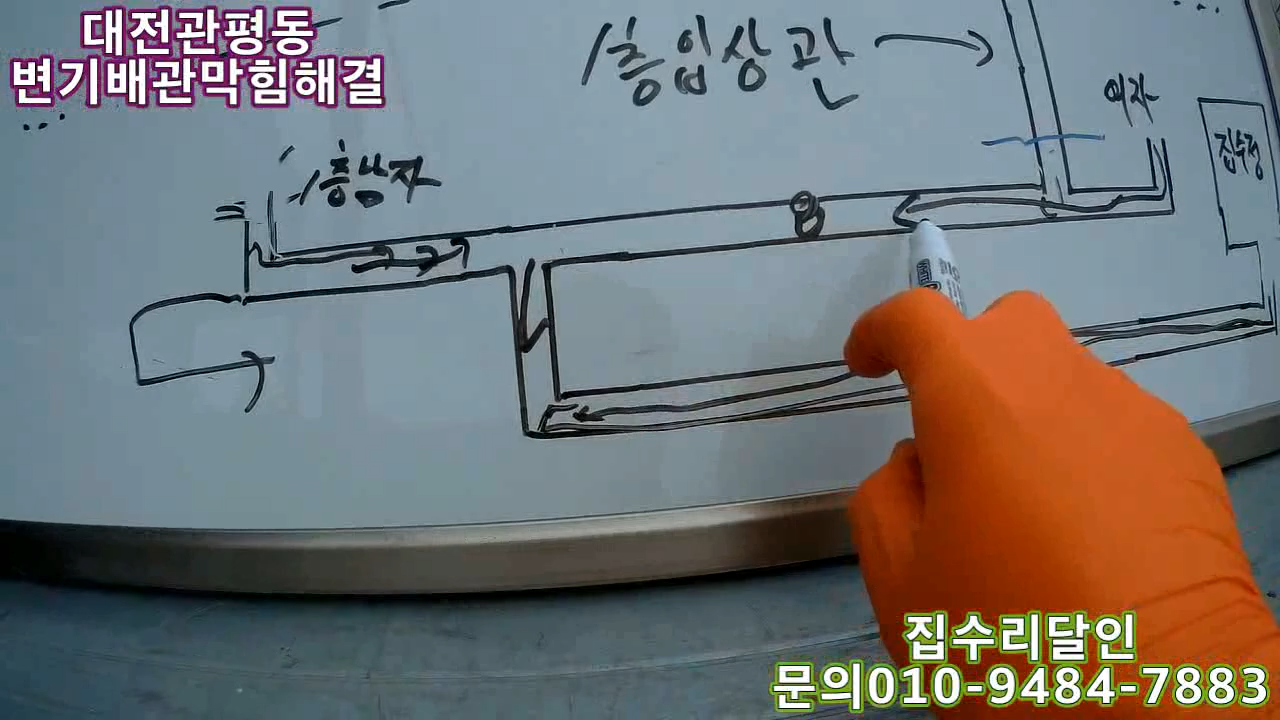 대전관평동
변기배관막힘해결
1층입상관
여자
집수정
1층남자
집수리달인
문의010-9484-7883